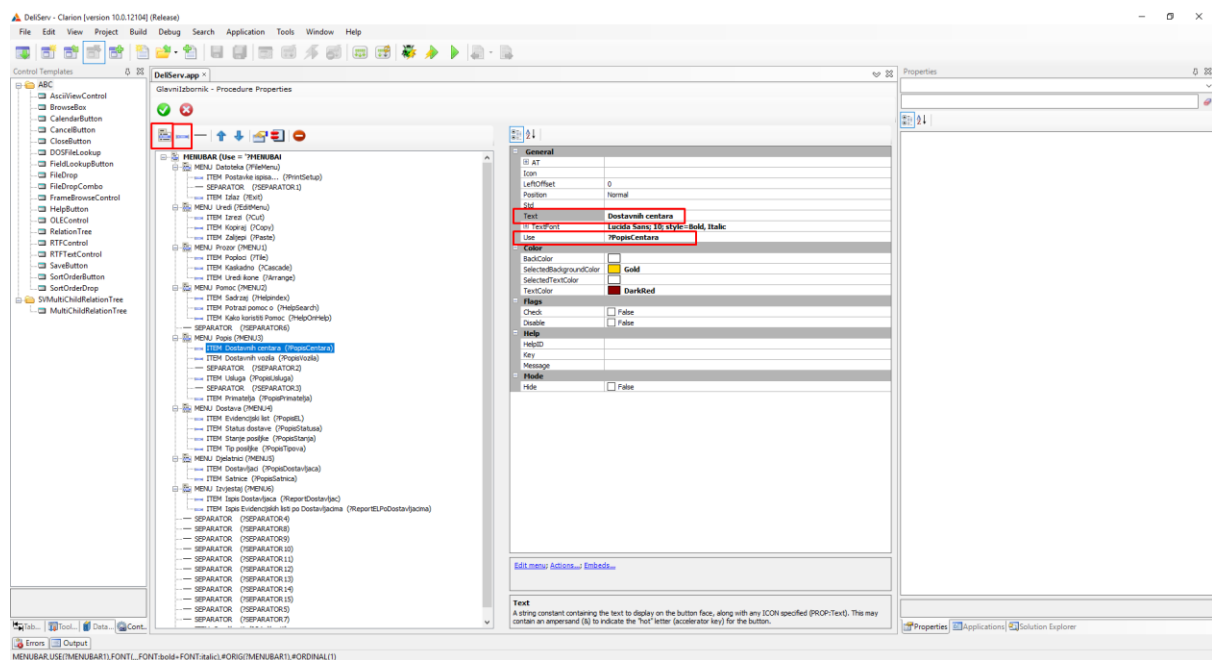 DeliServ - Clarion [version 10.0.12104] (Release)
File Edit View Project Build Debug Search Application Tools Window Help
Control Templates
ABC
AsciiViewControl
BrowseBox
CalendarButton
CancelButton
CloseButton
DOSFileLookup
FieldLookupButton
FileDrop
FileDropCombo
FrameBrowseControl
HelpButton
OLEControl
RelationTree
RTFControl
RTFTextControl
SaveButton
SortOrderButton
SortOrderDrop
SVMultiChildRelationTree
MultiChildRelationTree
Tab... Tool... Data... Cont...
DeliServ.app ×
GlavniIzbornik - Procedure Properties
MENUBAR (Use = '?MENUBAI
MENU Datoteka (?FileMenu)
ITEM Postavke ispisa... (?PrintSetup)
SEPARATOR (?SEPARATOR1)
ITEM Izlaz (?Exit)
MENU Uredi (?EditMenu)
ITEM Izrezi (?Cut)
ITEM Kopiraj (?Copy)
ITEM Zaljepi (?Paste)
MENU Prozor (?MENU1)
ITEM Poploci (?Tile)
ITEM Kaskadno (?Cascade)
ITEM Uredi ikone (?Arrange)
MENU Pomoc (?MENU2)
ITEM Sadrzaj (?Helpindex)
ITEM Potrazi pomoc o (?HelpSearch)
ITEM Kako koristiti Pomoc (?HelpOnHelp)
SEPARATOR (?SEPARATOR6)
MENU Popis (?MENU3)
ITEM Dostavnih centara (?PopisCentara)
ITEM Dostavnih vozila (?PopisVozila)
SEPARATOR (?SEPARATOR2)
ITEM Usluga (?PopisUsluga)
SEPARATOR (?SEPARATOR3)
ITEM Primatelja (?PopisPrimatelja)
MENU Dostava (?MENU4)
ITEM Evidencijski list (?PopisEL)
ITEM Status dostave (?PopisStatusa)
ITEM Stanje posiljke (?PopisStanja)
ITEM Tip posiljke (?PopisTipova)
MENU Djelatnici (?MENU5)
ITEM Dostavljaci (?PopisDostavljaca)
ITEM Satnice (?PopisSatnica)
MENU Izvjestaj (?MENU6)
ITEM Ispis Dostavljaca (?ReportDostavljac)
ITEM Ispis Evidencijskih listi po Dostavljacima (?ReportELPoDostavljacima)
SEPARATOR (?SEPARATOR4)
SEPARATOR (?SEPARATOR8)
SEPARATOR (?SEPARATOR9)
SEPARATOR (?SEPARATOR10)
SEPARATOR (?SEPARATOR11)
SEPARATOR (?SEPARATOR12)
SEPARATOR (?SEPARATOR13)
SEPARATOR (?SEPARATOR14)
SEPARATOR (?SEPARATOR15)
SEPARATOR (?SEPARATOR5)
SEPARATOR (?SEPARATOR7)
General
AT
Icon
LeftOffset 0
Position Normal
Std
Text Dostavnih centara
TextFont Lucida Sans; 10; style=Bold, Italic
Use ?PopisCentara
Color
BackColor
SelectedBackgroundColor Gold
SelectedTextColor
TextColor DarkRed
Flags
Check False
Disable False
Help
HelpID
Key
Message
Mode
Hide False
Edit menu; Actions...; Embeds...
Text
A string constant containing the text to display on the button face, along with any ICON specified (PROP:Text). This may
contain an ampersand (&) to indicate the "hot" letter (accelerator key) for the button.
Properties
Properties Applications Solution Explorer
Errors Output
MENUBAR,USE(?MENUBAR1),FONT(,,,FONT:bold+FONT:italic),#ORIG(?MENUBAR1),#ORDINAL(1)